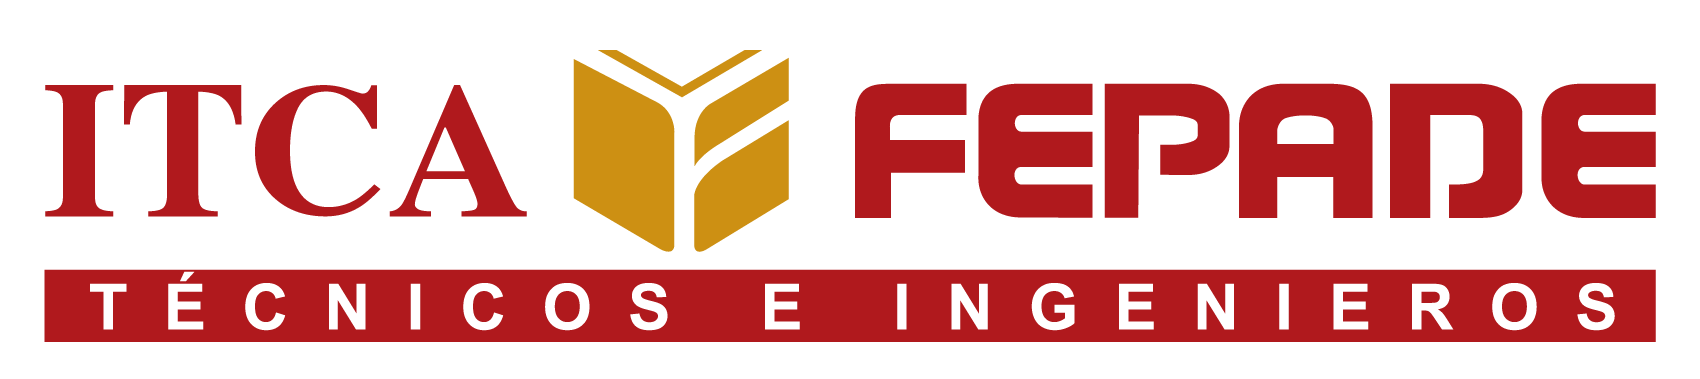 ITCA FEPADE
TÉCNICOS E INGENIEROS